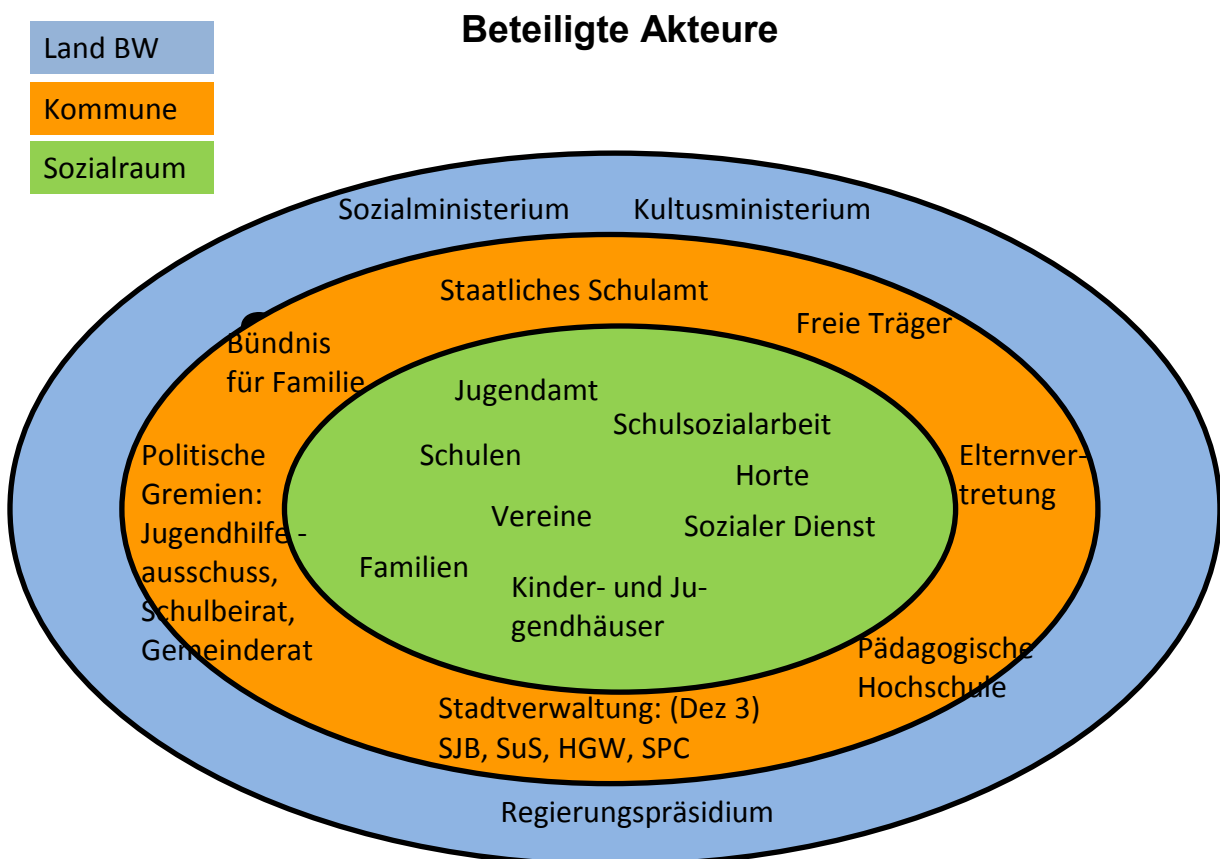 Beteiligte Akteure
Land BW
Kommune
Sozialraum
Sozialministerium
Kultusministerium
Staatliches Schulamt
Freie Träger
Bündnis
für Familie
Jugendamt
Schulsozialarbeit
Politische
Gremien:
Jugendhilfe -
ausschuss,
Schulbeirat,
Gemeinderat
Schulen
Horte
Elternver-
tretung
Vereine
Sozialer Dienst
Familien
Kinder- und Ju-
gendhäuser
Pädagogische
Hochschule
Stadtverwaltung: (Dez 3)
SJB, SuS, HGW, SPC
Regierungspräsidium